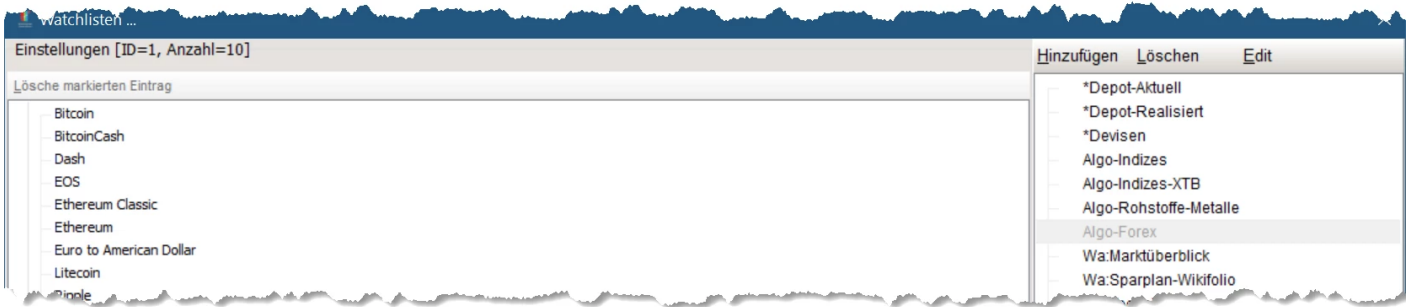 Watchlisten ...
Einstellungen [ID=1, Anzahl=10]
Lösche markierten Eintrag
Bitcoin
BitcoinCash
Dash
EOS
Ethereum Classic
Ethereum
Euro to American Dollar
Litecoin
Ripple
Hinzufügen Löschen Edit
*Depot-Aktuell
*Depot-Realisiert
*Devisen
Algo-Indizes
Algo-Indizes-XTB
Algo-Rohstoffe-Metalle
Algo-Forex
Wa:Marktüberblick
Wa:Sparplan-Wikifolio